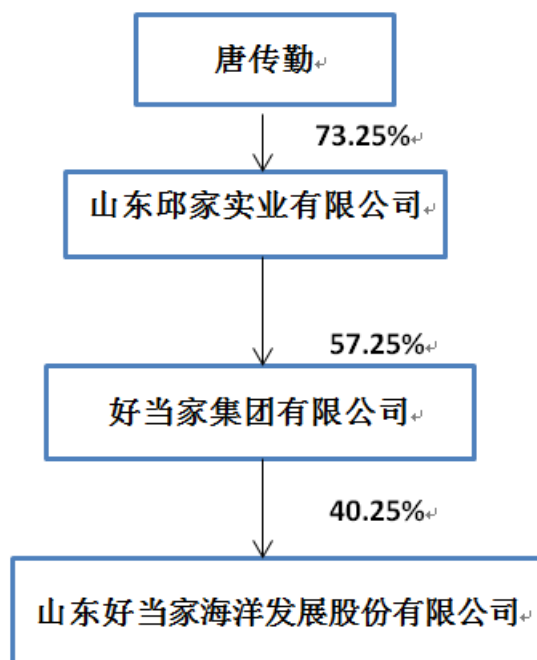 唐传勤
73.25%
山东邱家实业有限公司
57.25%
好当家集团有限公司
40.25%
山东好当家海洋发展股份有限公司